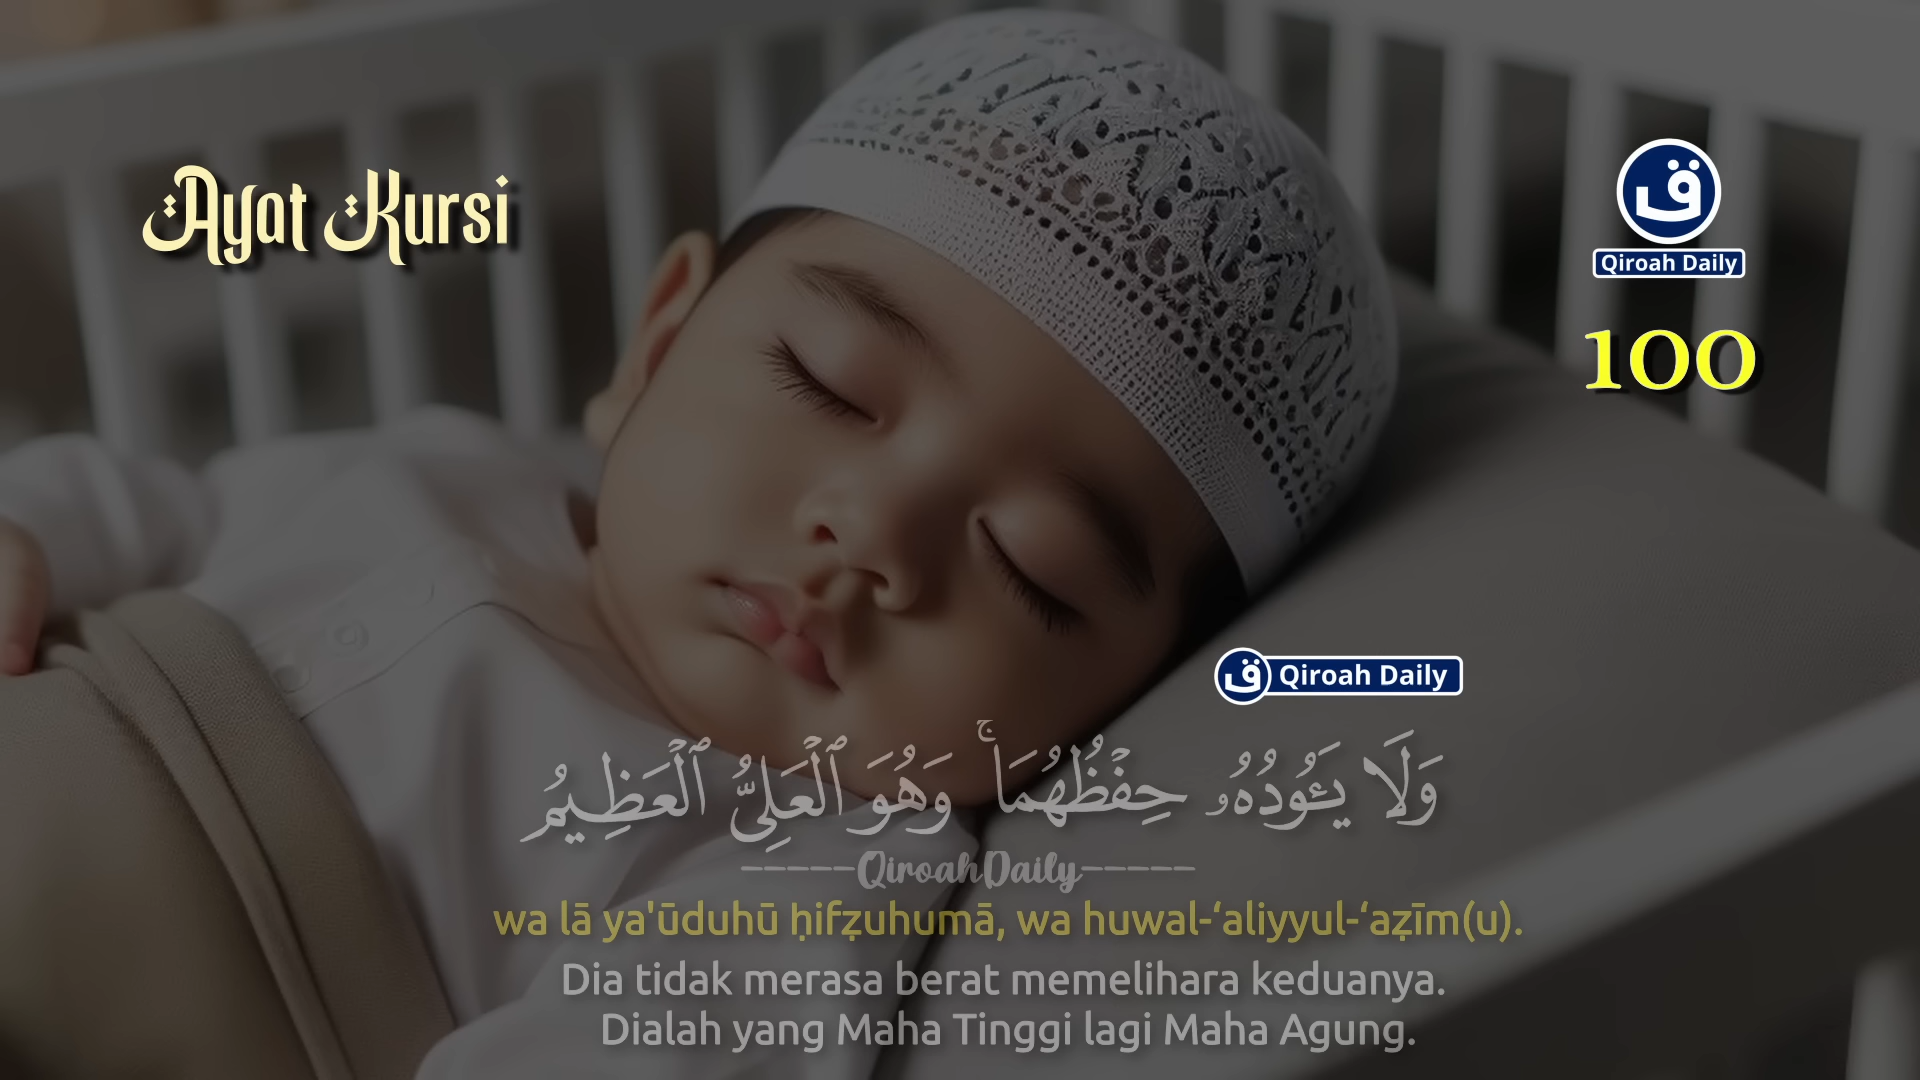 Ayat Kursi
ق
Qiroah Daily
100
ق Qiroah Daily
وَلَا يَـُٔودُهُۥ حِفْظُهُمَا ۚ وَهُوَ ٱلْعَلِىُّ ٱلْعَظِيمُ
-----QiroahDaily-----
wa lā ya'ūduhū ḥifẓuhumā, wa huwal-‘aliyyul-‘aẓīm(u).
Dia tidak merasa berat memelihara keduanya.
Dialah yang Maha Tinggi lagi Maha Agung.